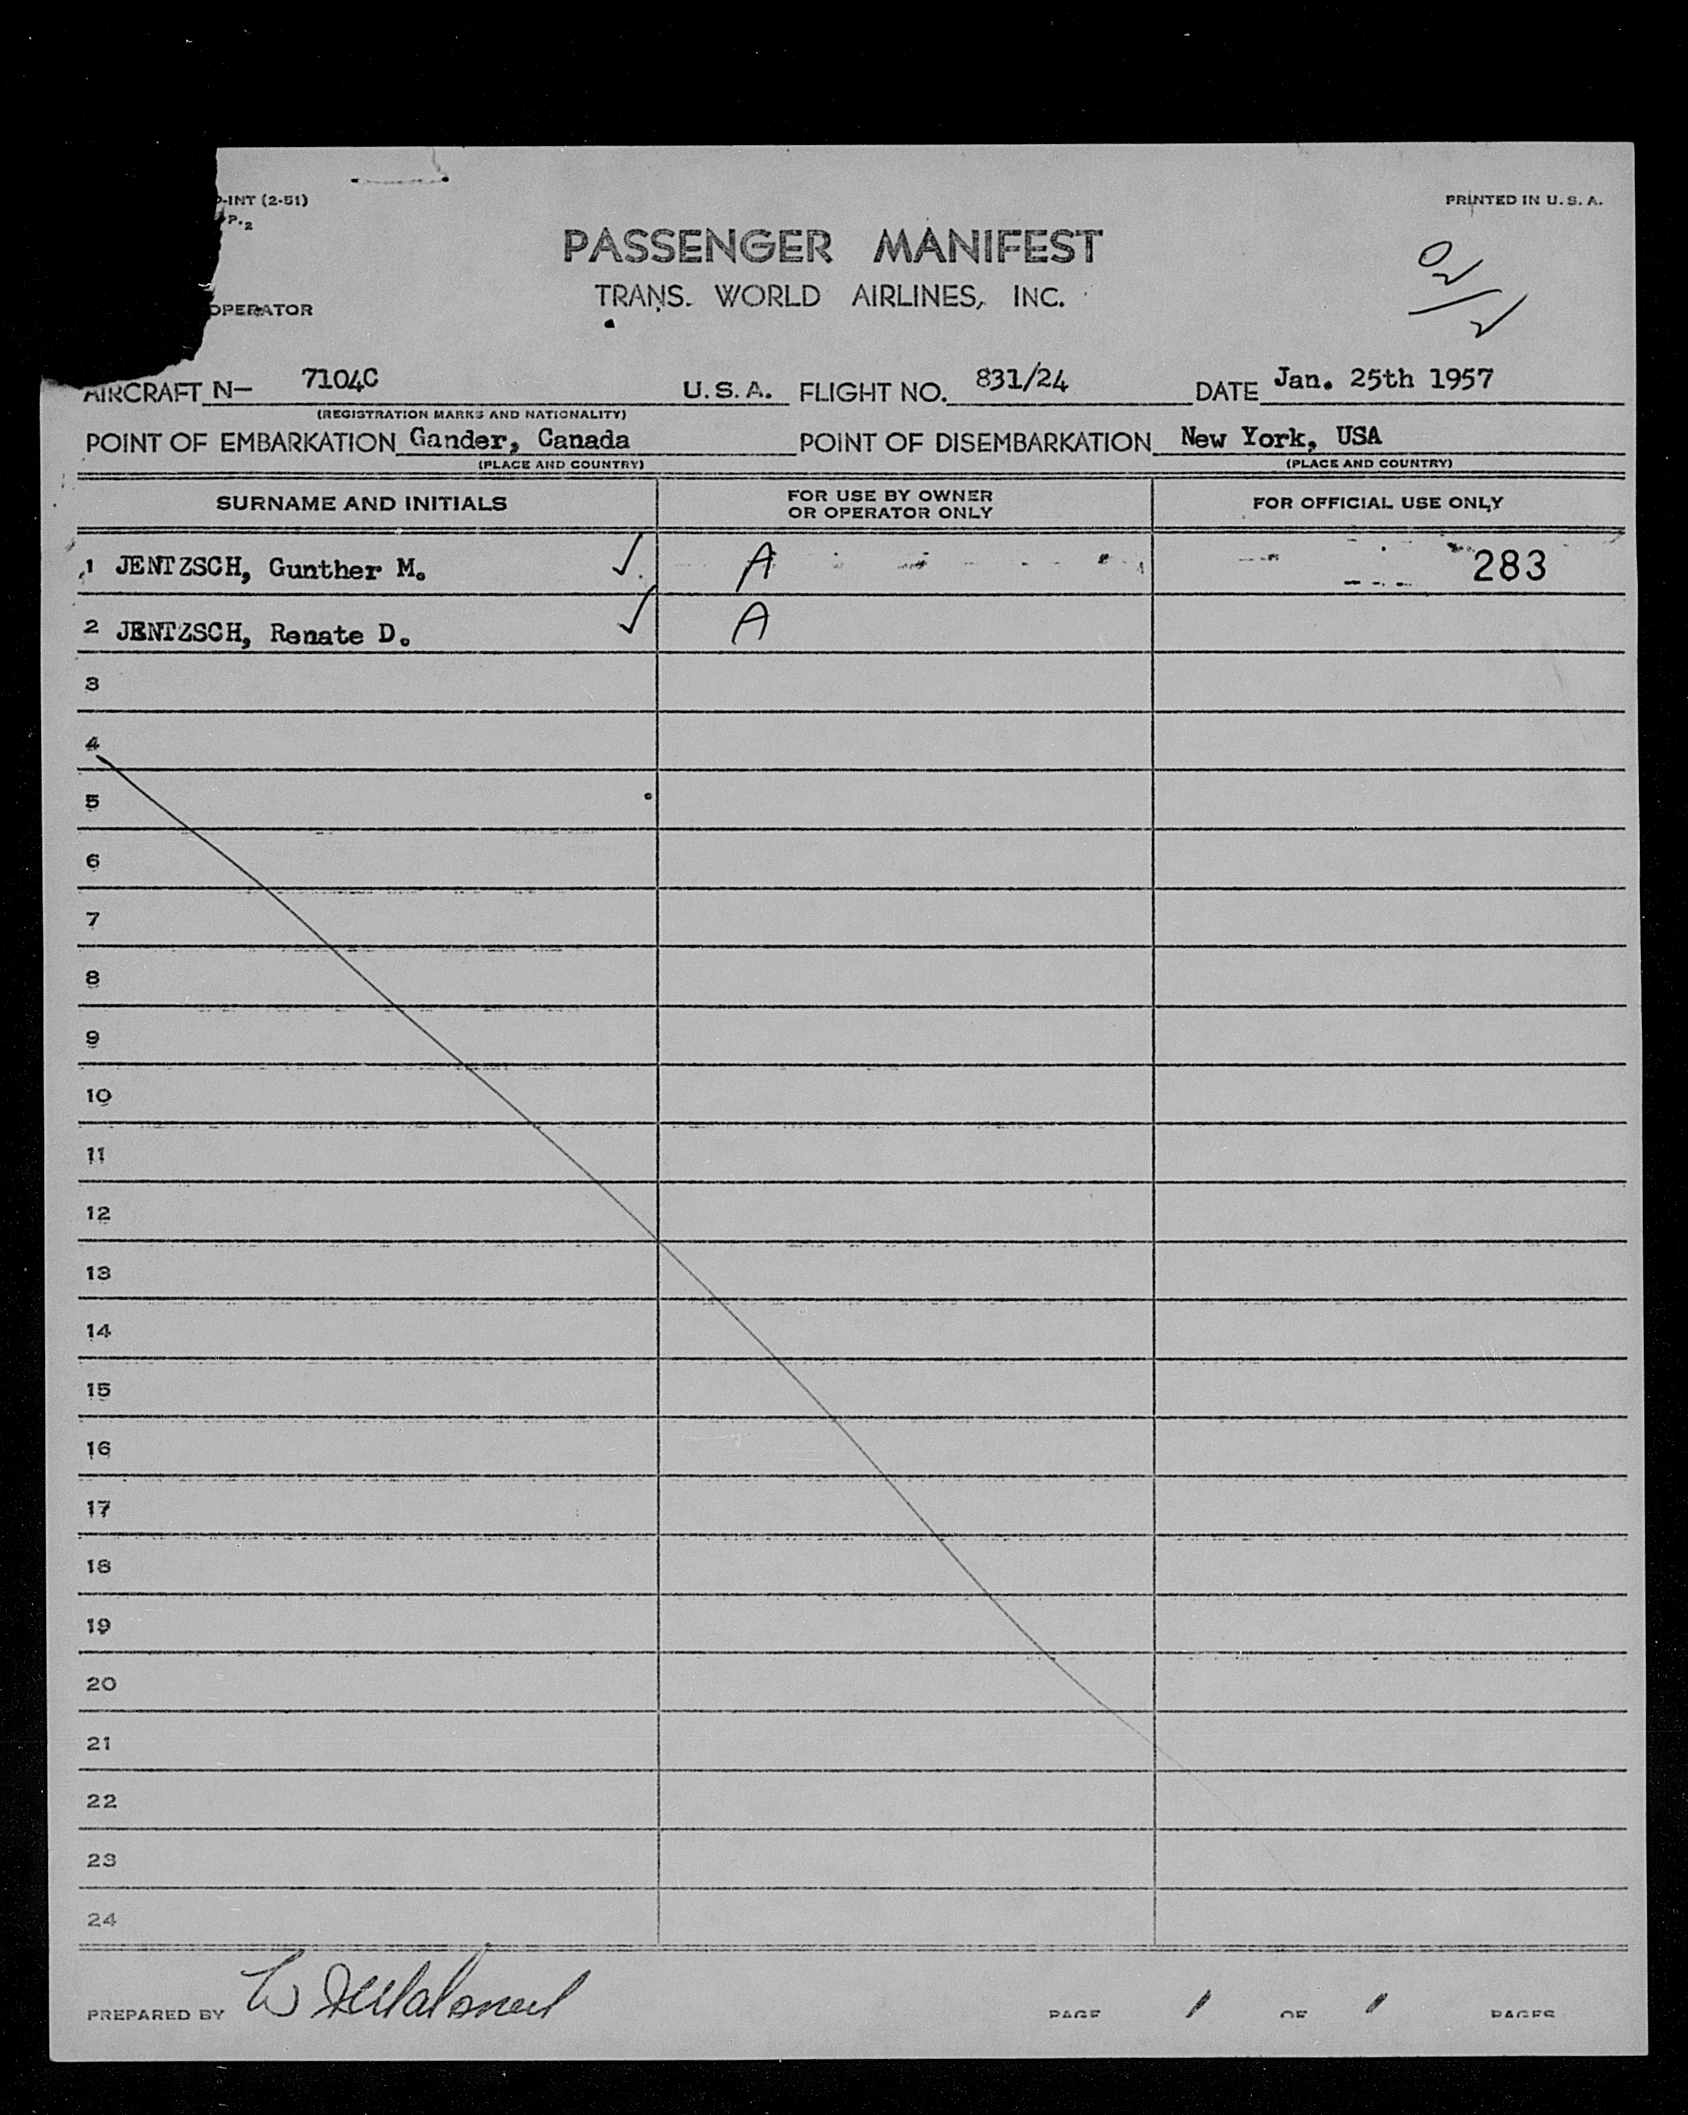 -INT (2-51)
P.2
PRINTED IN U.S.A.
PASSENGER MANIFEST
TRANS. WORLD AIRLINES, INC.
02/2
OPERATOR
AIRCRAFT N- 7104C U.S.A. FLIGHT NO. 831/24 DATE Jan. 25th 1957
(REGISTRATION MARKS AND NATIONALITY)
POINT OF EMBARKATION Gander, Canada POINT OF DISEMBARKATION New York, USA
(PLACE AND COUNTRY) (PLACE AND COUNTRY)
SURNAME AND INITIALS FOR USE BY OWNER OR OPERATOR ONLY FOR OFFICIAL USE ONLY
1 JENTZSCH, Gunther M. ✓ A 283
2 JENTZSCH, Renate D. ✓ A
3
4
5
6
7
8
9
10
11
12
13
14
15
16
17
18
19
20
21
22
23
24
PREPARED BY W PAGE 1 OF 1 PAGES